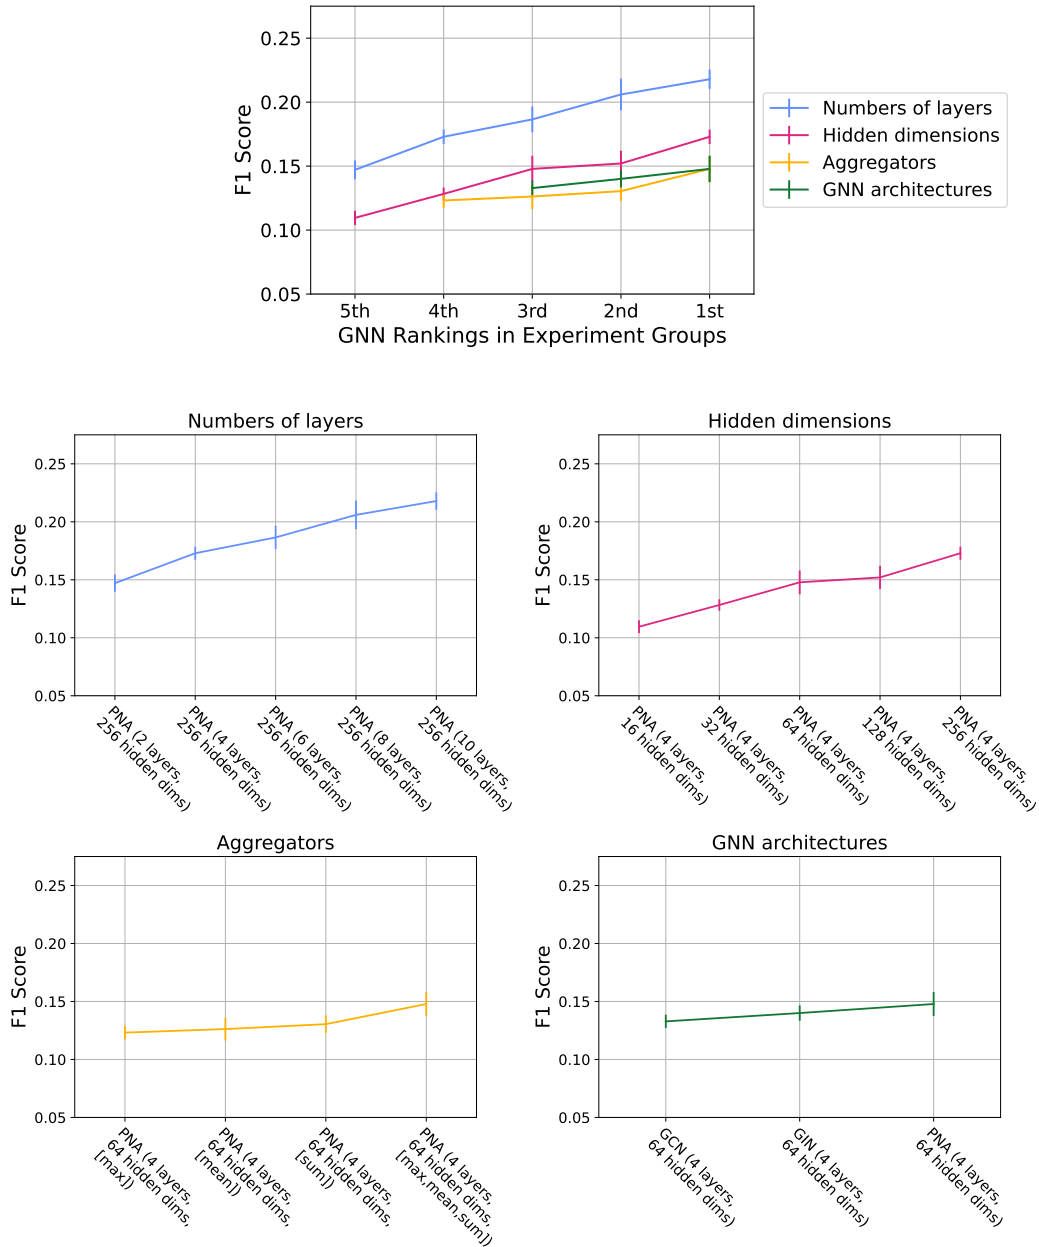 0.25
0.20
0.15
0.10
0.05
F1 Score
5th
4th
3rd
2nd
1st
GNN Rankings in Experiment Groups
Numbers of layers
Hidden dimensions
Aggregators
GNN architectures
Numbers of layers
0.25
0.20
0.15
0.10
0.05
F1 Score
PNA (2 layers,
256 hidden dims)
PNA (4 layers,
256 hidden dims)
PNA (6 layers,
256 hidden dims)
PNA (8 layers,
256 hidden dims)
PNA (10 layers,
256 hidden dims)
Hidden dimensions
0.25
0.20
0.15
0.10
0.05
F1 Score
PNA (4 layers,
16 hidden dims)
PNA (4 layers,
32 hidden dims)
PNA (4 layers,
64 hidden dims)
PNA (4 layers,
128 hidden dims)
PNA (4 layers,
256 hidden dims)
Aggregators
0.25
0.20
0.15
0.10
0.05
F1 Score
PNA (4 layers,
64 hidden dims,
[max])
PNA (4 layers,
64 hidden dims,
[mean])
PNA (4 layers,
64 hidden dims,
[sum])
PNA (4 layers,
64 hidden dims,
[max,mean,sum])
GNN architectures
0.25
0.20
0.15
0.10
0.05
F1 Score
GCN (4 layers,
64 hidden dims)
GIN (4 layers,
64 hidden dims)
PNA (4 layers,
64 hidden dims)